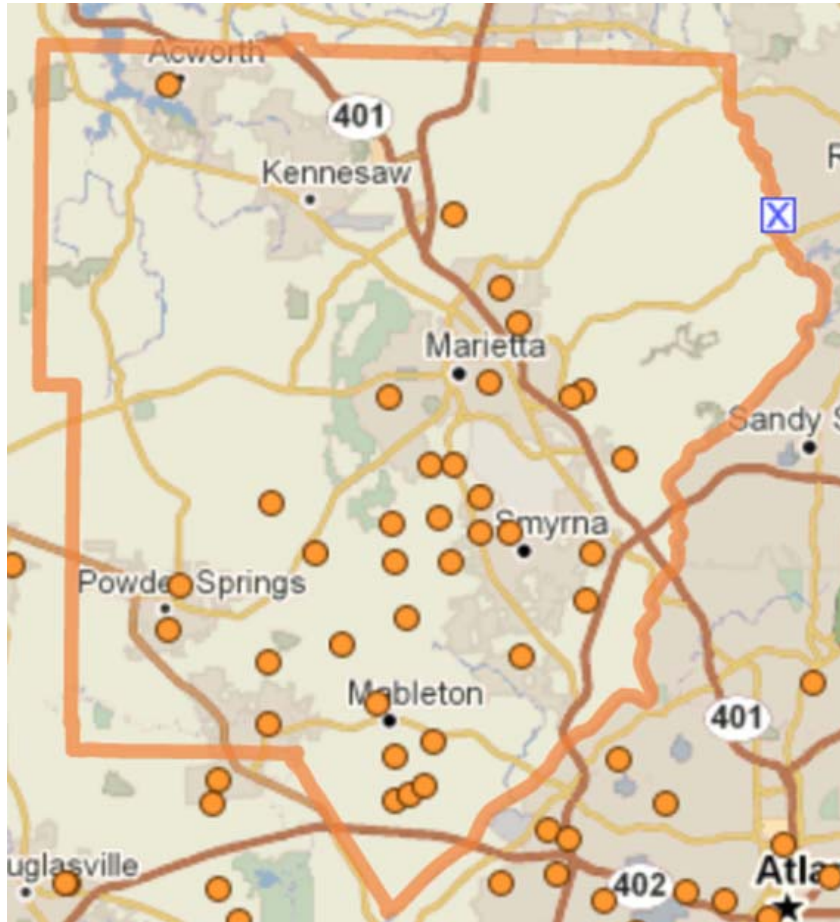 Acworth
401
Kennesaw
R
X
Marietta
Sandy S
Smyrna
Powde Springs
Mableton
401
uglasville
Atla
402